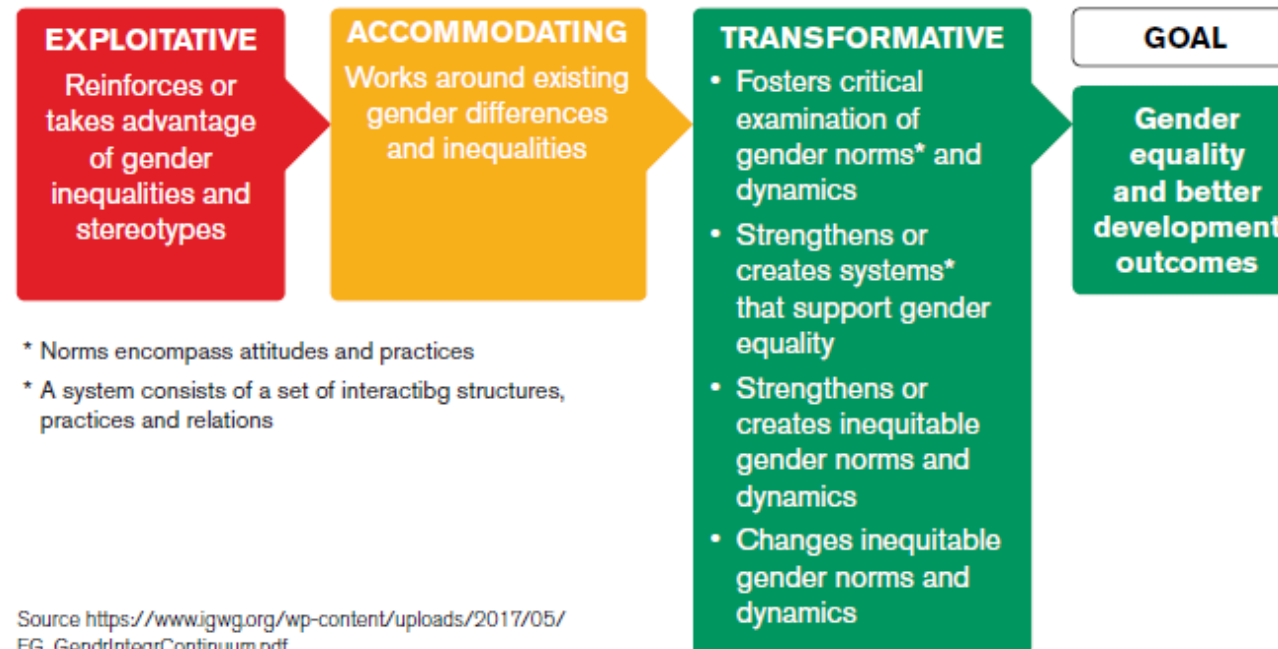 EXPLOITATIVE
Reinforces or
takes advantage
of gender
inequalities and
stereotypes
ACCOMMODATING
Works around existing
gender differences
and inequalities
TRANSFORMATIVE
• Fosters critical
examination of
gender norms* and
dynamics
• Strengthens or
creates systems*
that support gender
equality
• Strengthens or
creates inequitable
gender norms and
dynamics
• Changes inequitable
gender norms and
dynamics
GOAL
Gender
equality
and better
development
outcomes
* Norms encompass attitudes and practices
* A system consists of a set of interactibg structures,
practices and relations
Source https://www.igwg.org/wp-content/uploads/2017/05/
FG_GendrIntegrContinuum.pdf